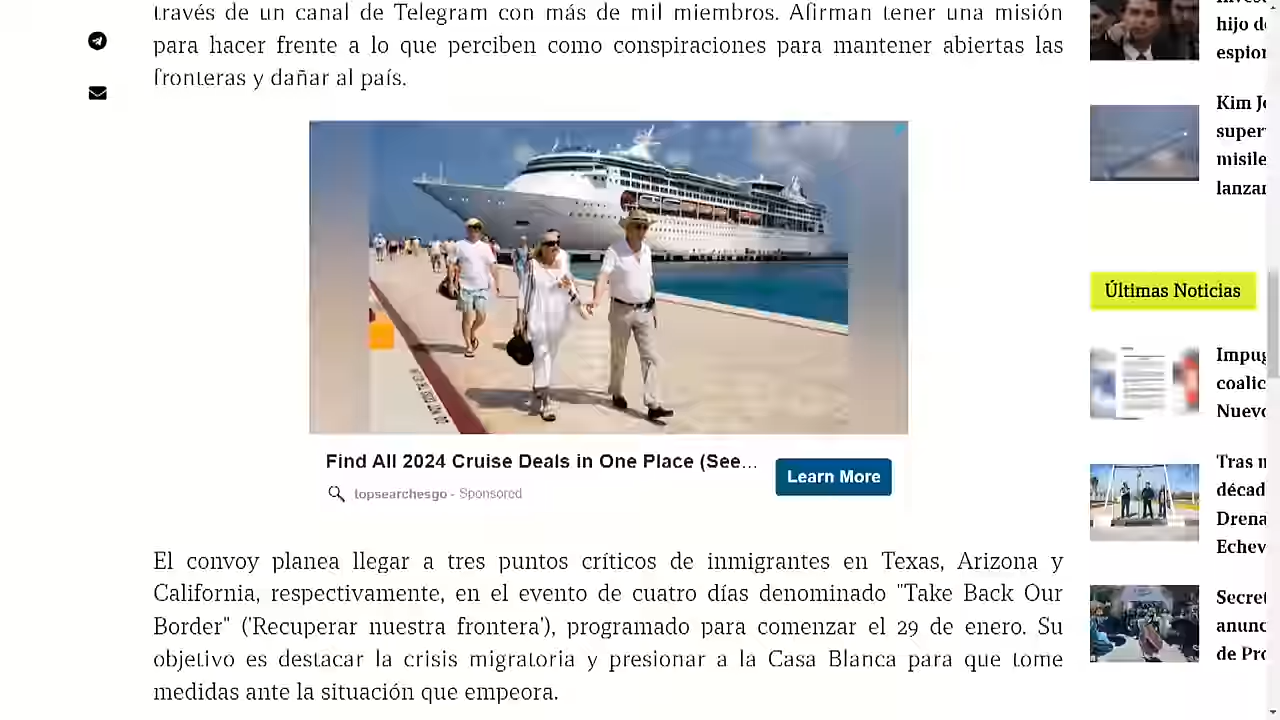 través de un canal de Telegram con más de mil miembros. Afirman tener una misión
para hacer frente a lo que perciben como conspiraciones para mantener abiertas las
fronteras y dañar al país.
Find All 2024 Cruise Deals in One Place (See...
Learn More
topsearchesgo - Sponsored
El convoy planea llegar a tres puntos críticos de inmigrantes en Texas, Arizona y
California, respectivamente, en el evento de cuatro días denominado "Take Back Our
Border" ('Recuperar nuestra frontera'), programado para comenzar el 29 de enero. Su
objetivo es destacar la crisis migratoria y presionar a la Casa Blanca para que tome
medidas ante la situación que empeora.
hijo d
espion
Kim J
super
misile
lanzar
Últimas Noticias
Impug
coalic
Nuevo
Tras
décad
Drena
Echev
Secret
anunc
de Pro